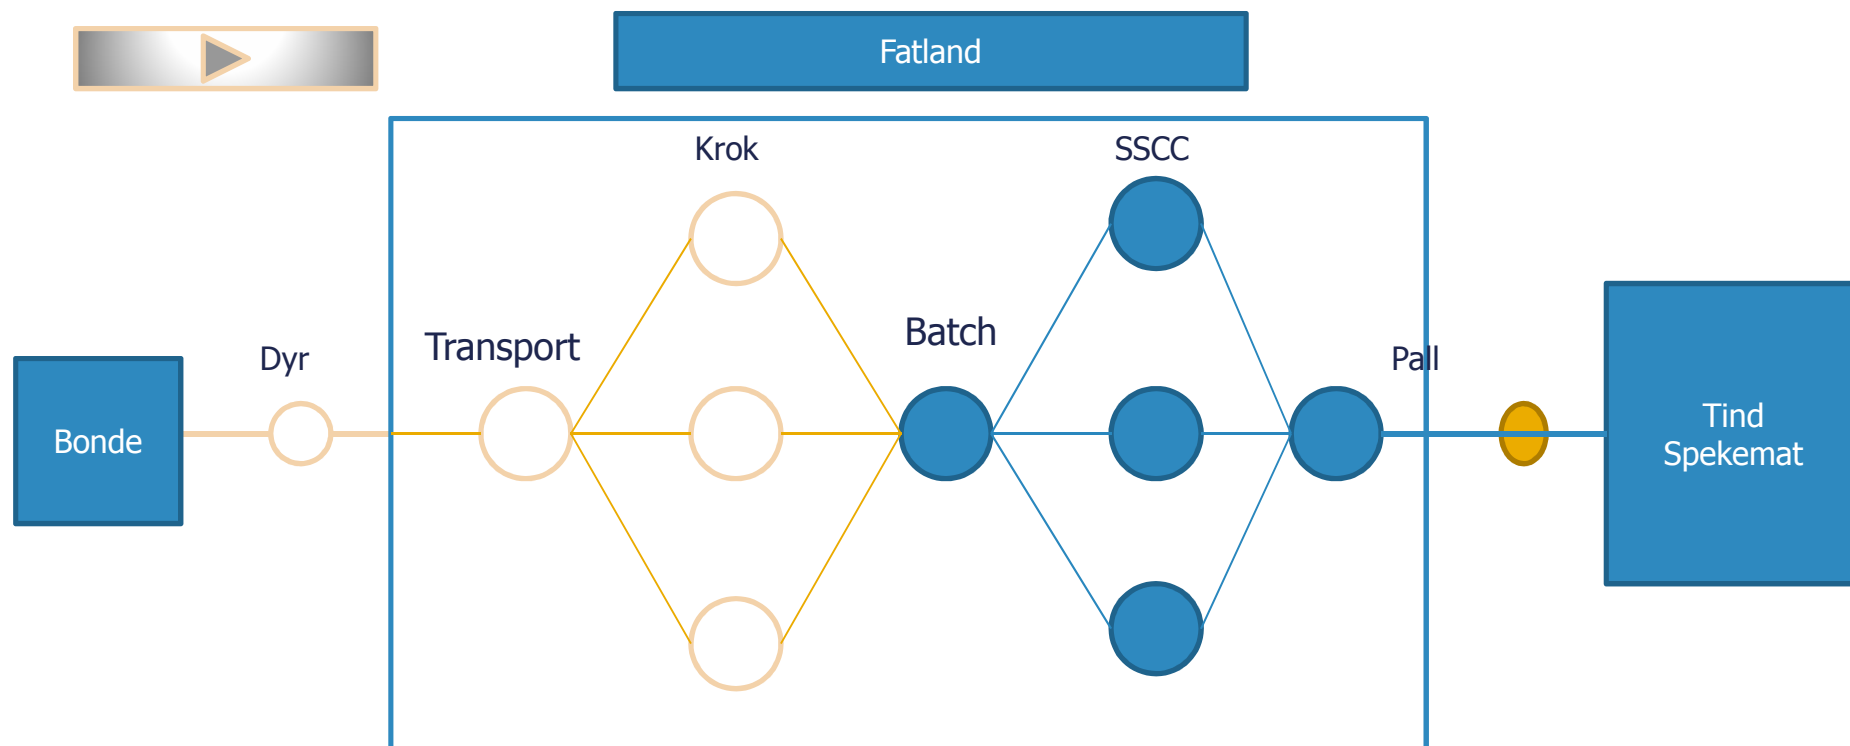 Fatland
Krok
SSCC
Batch
Transport
Dyr
Pall
Bonde
Tind
Spekemat